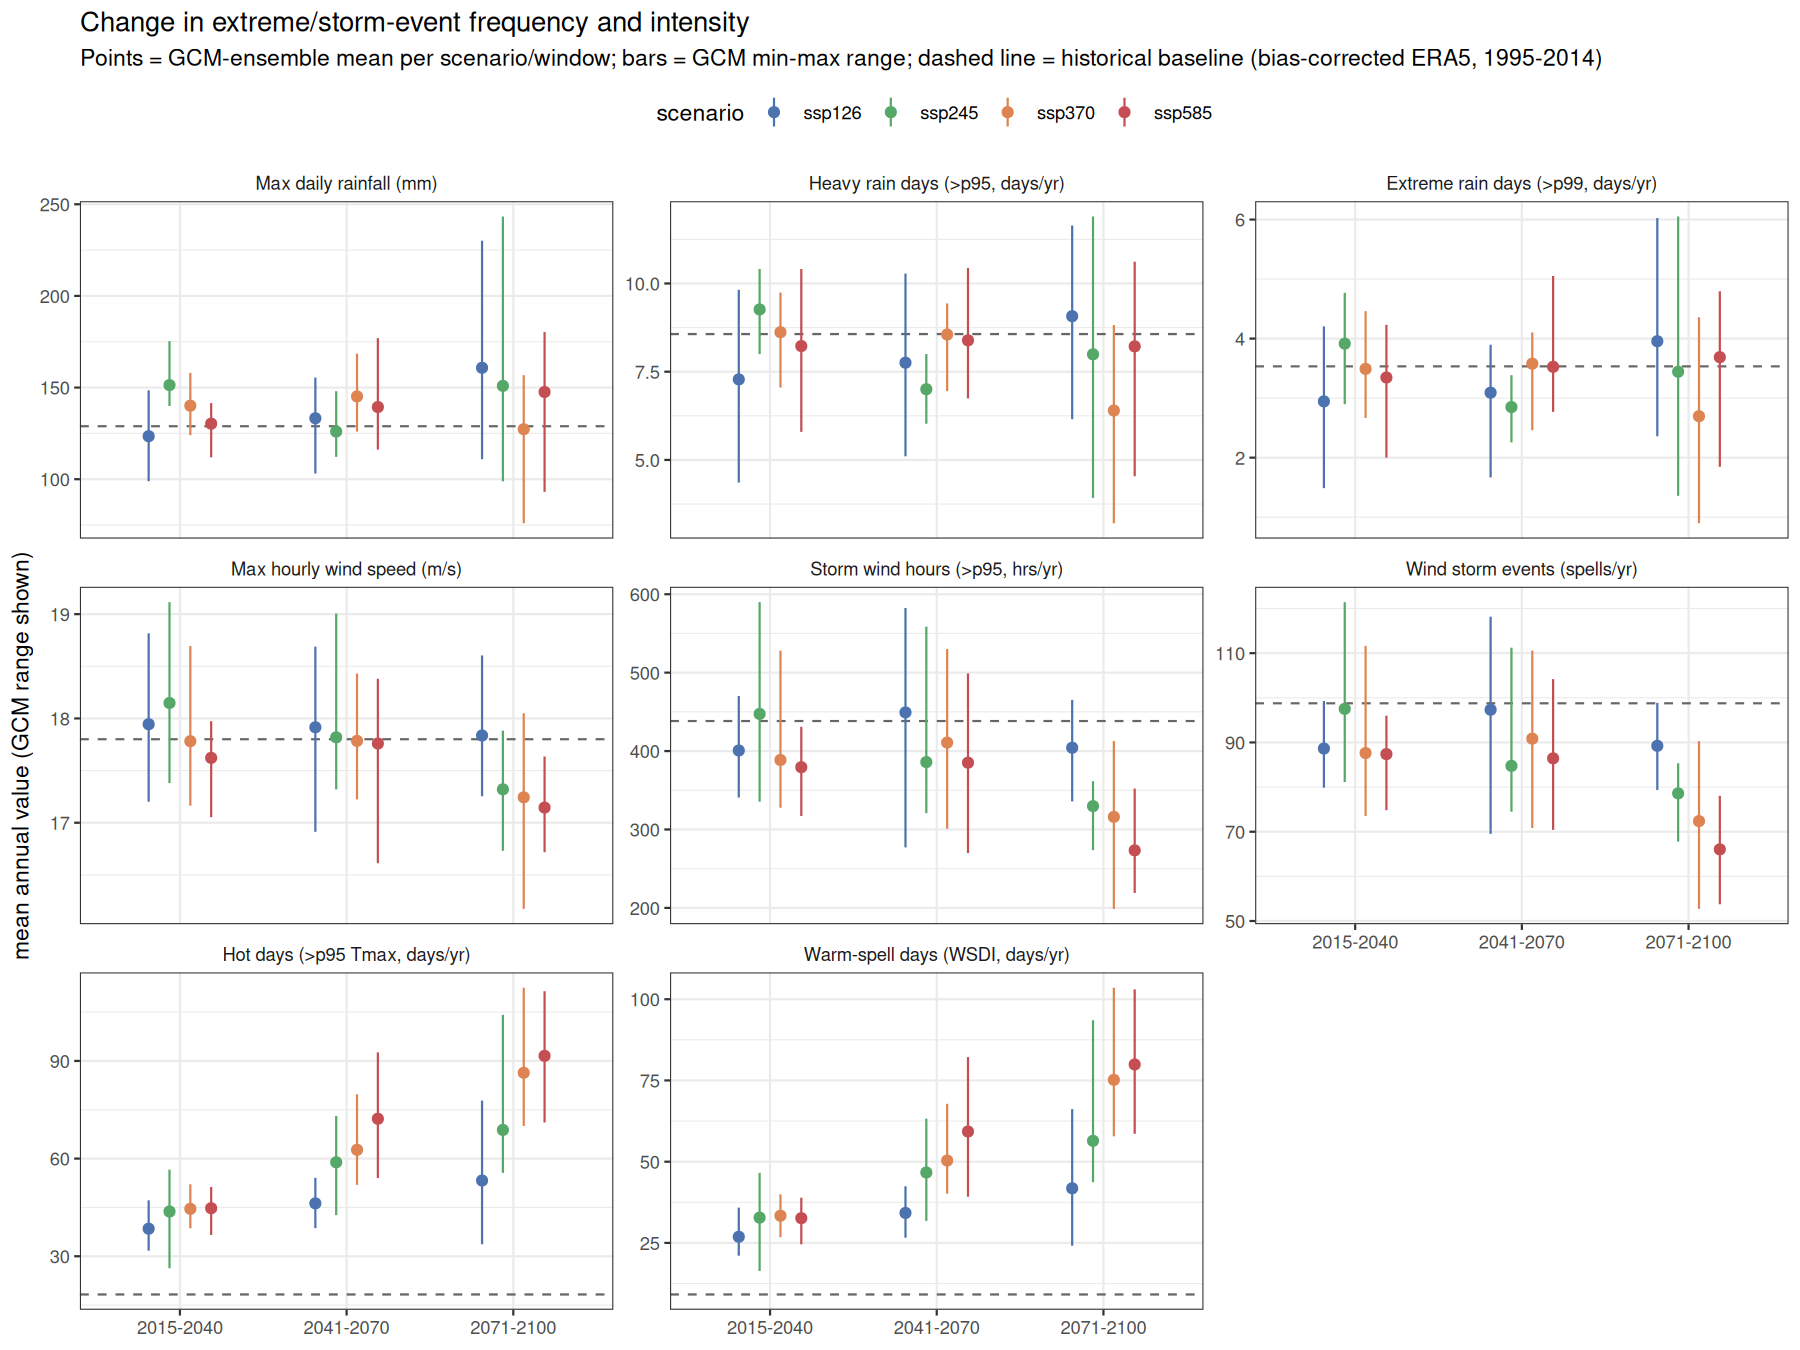 Change in extreme/storm-event frequency and intensity
Points = GCM-ensemble mean per scenario/window; bars = GCM min-max range; dashed line = historical baseline (bias-corrected ERA5, 1995-2014)
scenario ssp126 ssp245 ssp370 ssp585
mean annual value (GCM range shown)
Max daily rainfall (mm)
250
200
150
100
Heavy rain days (>p95, days/yr)
10.0
7.5
5.0
Extreme rain days (>p99, days/yr)
6
4
2
Max hourly wind speed (m/s)
19
18
17
Storm wind hours (>p95, hrs/yr)
600
500
400
300
200
Wind storm events (spells/yr)
110
90
70
50
2015-2040 2041-2070 2071-2100
Hot days (>p95 Tmax, days/yr)
90
60
30
2015-2040 2041-2070 2071-2100
Warm-spell days (WSDI, days/yr)
100
75
50
25
2015-2040 2041-2070 2071-2100